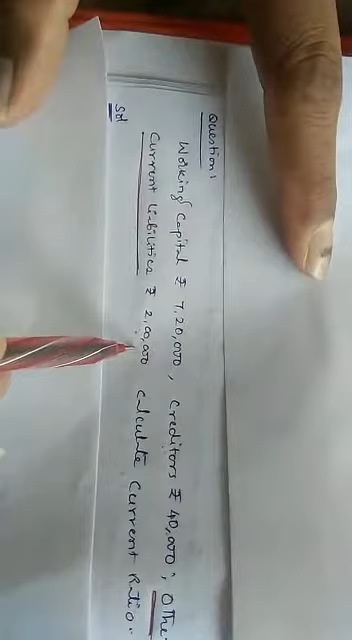 Question:
Working Capital ₹ 7,20,000, Creditors ₹ 40,000; Othe
Current liabilities ₹ 2,00,000 Calculate Current Ratio.
Sol